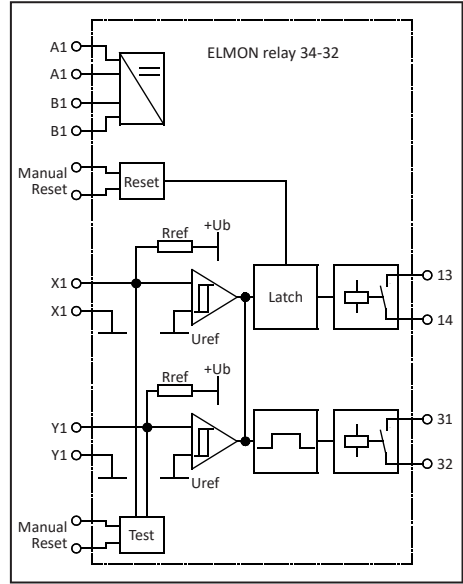 ELMON relay 34-32
A1
A1
B1
B1
Manual
Reset
Reset
Rref
+Ub
X1
X1
Uref
Latch
13
14
Rref
+Ub
Y1
Y1
Uref
31
32
Manual
Reset
Test